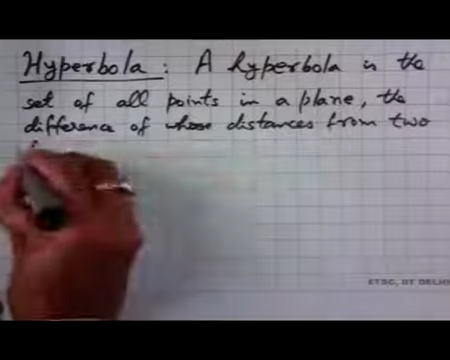 Hyperbola : A hyperbola is the
set of all points in a plane, the
difference of whose distances from two
ETSC, IIT DELHI